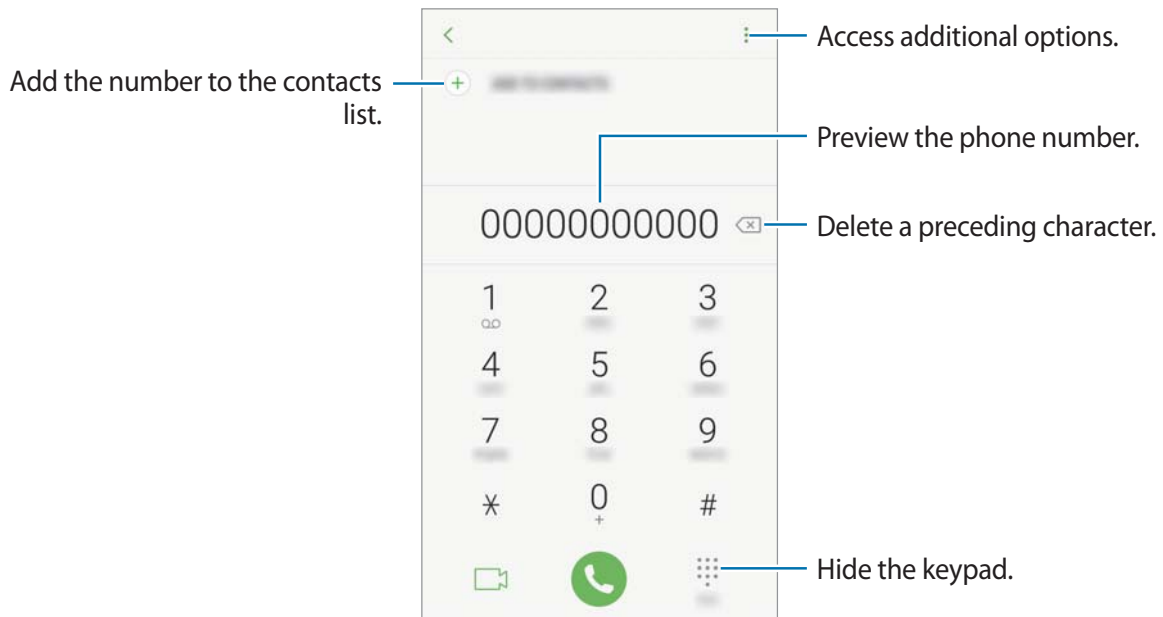 Access additional options.
Add the number to the contacts
list.
Preview the phone number.
00000000000
Delete a preceding character.
1 2 3
4 5 6
7 8 9
* 0 #
+
Hide the keypad.